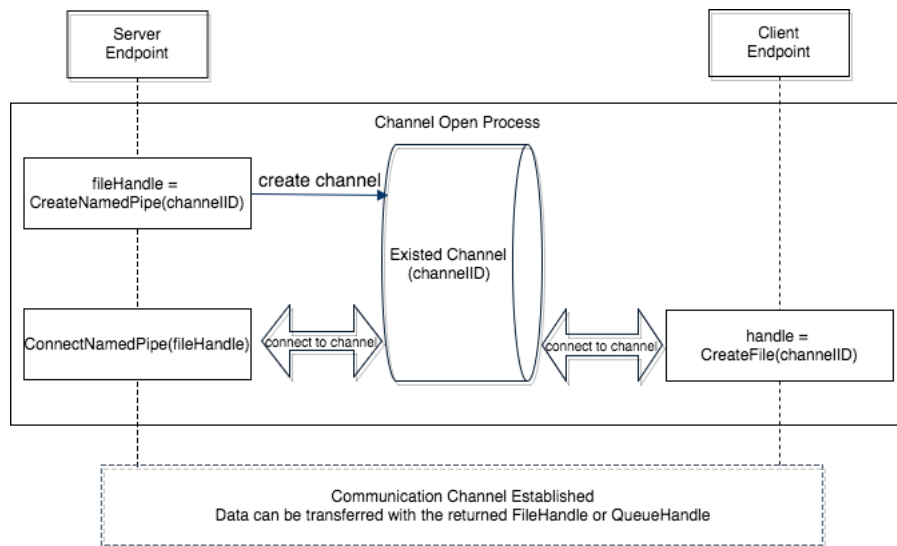 Server
Endpoint
Client
Endpoint
Channel Open Process
fileHandle =
CreateNamedPipe(channelID)
create channel
Existed Channel
(channelID)
ConnectNamedPipe(fileHandle)
connect to channel
connect to channel
handle =
CreateFile(channelID)
Communication Channel Established
Data can be transferred with the returned FileHandle or QueueHandle